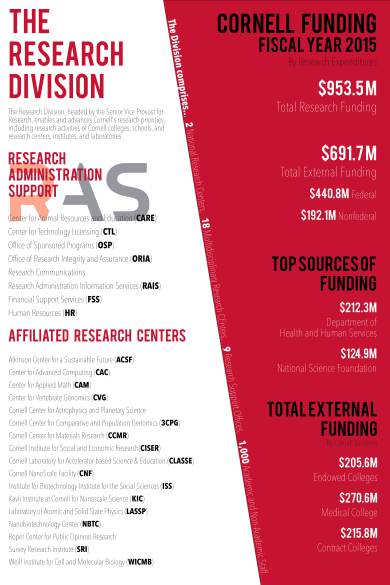 THE
RESEARCH
DIVISION
The Research Division, headed by the Senior Vice Provost for
Research, enables and advances Cornell's research priorities,
including research activities of Cornell colleges, schools, and
research centers, institutes, and laboratories.
RESEARCH
ADMINISTRATION
SUPPORT
RAS
Center for Animal Resources and Education (CARE)
Center for Technology Licensing (CTL)
Office of Sponsored Programs (OSP)
Office of Research Integrity and Assurance (ORIA)
Research Communications
Research Administration Information Services (RAIS)
Financial Support Services (FSS)
Human Resources (HR)
AFFILIATED RESEARCH CENTERS
Atkinson Center for a Sustainable Future (ACSF)
Center for Advanced Computing (CAC)
Center for Applied Math (CAM)
Center for Vertebrate Genomics (CVG)
Cornell Center for Astrophysics and Planetary Science
Cornell Center for Comparative and Population Genomics (3CPG)
Cornell Center for Materials Research (CCMR)
Cornell Institute for Social and Economic Research (CISER)
Cornell Laboratory for Accelerator-based Science & Education (CLASSE)
Cornell NanoScale Facility (CNF)
Institute for Biotechnology Institute for the Social Sciences (ISS)
Kavli Institute at Cornell for Nanoscale Science (KIC)
Laboratory of Atomic and Solid State Physics (LASSP)
Nanobiotechnology Center (NBTC)
Roper Center for Public Opinion Research
Survey Research Institute (SRI)
Weill Institute for Cell and Molecular Biology (WICMB)
The Division comprises... 2 National Research Centers 18 Multidisciplinary Research Centers 9 Research Support Offices 1,000 Academic and Non-Academic Staff
CORNELL FUNDING
FISCAL YEAR 2015
By Research Expenditures
$953.5M
Total Research Funding
$691.7M
Total External Funding
$440.8M Federal
$192.1M Nonfederal
TOP SOURCES OF
FUNDING
$212.3M
Department of
Health and Human Services
$124.9M
National Science Foundation
TOTAL EXTERNAL
FUNDING
$205.6M
Endowed Colleges
$270.6M
Medical College
$215.8M
Contract Colleges